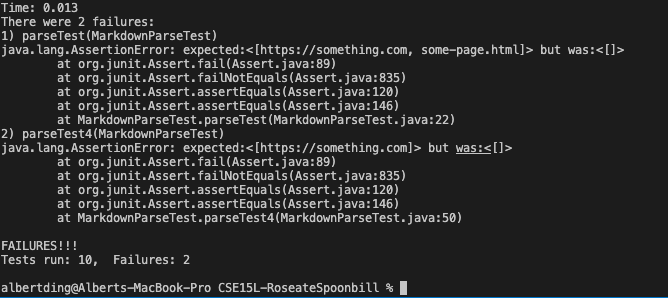 Time: 0.013
There were 2 failures:
1) parseTest(MarkdownParseTest)
java.lang.AssertionError: expected:<[https://something.com, some-page.html]> but was:<[]>
        at org.junit.Assert.fail(Assert.java:89)
        at org.junit.Assert.failNotEquals(Assert.java:835)
        at org.junit.Assert.assertEquals(Assert.java:120)
        at org.junit.Assert.assertEquals(Assert.java:146)
        at MarkdownParseTest.parseTest(MarkdownParseTest.java:22)
2) parseTest4(MarkdownParseTest)
java.lang.AssertionError: expected:<[https://something.com]> but was:<[]>
        at org.junit.Assert.fail(Assert.java:89)
        at org.junit.Assert.failNotEquals(Assert.java:835)
        at org.junit.Assert.assertEquals(Assert.java:120)
        at org.junit.Assert.assertEquals(Assert.java:146)
        at MarkdownParseTest.parseTest4(MarkdownParseTest.java:50)

FAILURES!!!
Tests run: 10,  Failures: 2

albertding@Alberts-MacBook-Pro CSE15L-RoseateSpoonbill %